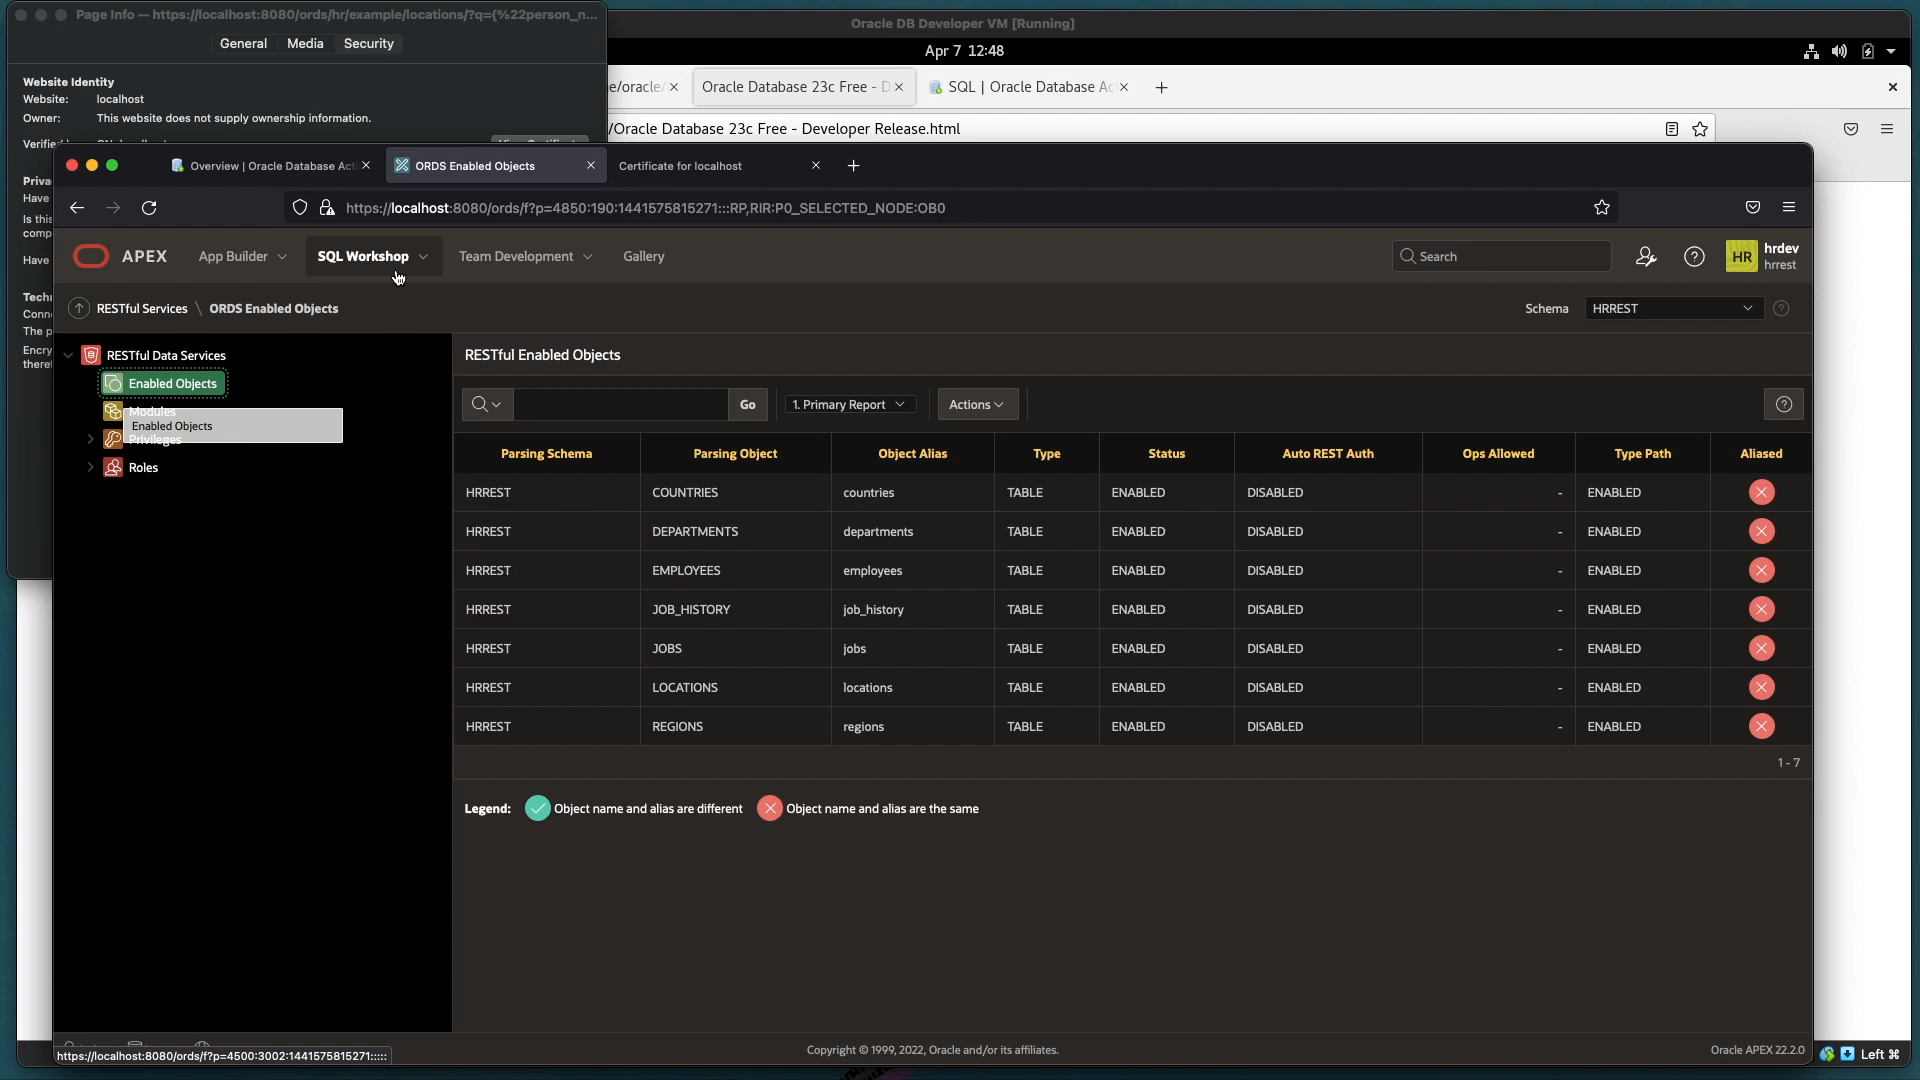 Page Info — https://localhost:8080/ords/hr/example/locations/?q={%22person_n...
Oracle DB Developer VM [Running]
General Media Security
Apr 7 12:48
Website Identity
Website: localhost
Owner: This website does not supply ownership information.
e/oracle/
Oracle Database 23c Free - D
SQL | Oracle Database Ac
/Oracle Database 23c Free - Developer Release.html
Overview | Oracle Database Acti
ORDS Enabled Objects
Certificate for localhost
https://localhost:8080/ords/f?p=4850:190:1441575815271:::RP,RIR:P0_SELECTED_NODE:OB0
APEX App Builder SQL Workshop Team Development Gallery
Search
HR
hrdev
hrrest
RESTful Services \ ORDS Enabled Objects
Schema HRREST
RESTful Data Services
Enabled Objects
Modules
Enabled Objects
Privileges
Roles
RESTful Enabled Objects
Go
1. Primary Report
Actions
Parsing Schema Parsing Object Object Alias Type Status Auto REST Auth Ops Allowed Type Path Aliased
HRREST COUNTRIES countries TABLE ENABLED DISABLED - ENABLED
HRREST DEPARTMENTS departments TABLE ENABLED DISABLED - ENABLED
HRREST EMPLOYEES employees TABLE ENABLED DISABLED - ENABLED
HRREST JOB_HISTORY job_history TABLE ENABLED DISABLED - ENABLED
HRREST JOBS jobs TABLE ENABLED DISABLED - ENABLED
HRREST LOCATIONS locations TABLE ENABLED DISABLED - ENABLED
HRREST REGIONS regions TABLE ENABLED DISABLED - ENABLED
1 - 7
Legend: Object name and alias are different Object name and alias are the same
https://localhost:8080/ords/f?p=4500:3002:1441575815271:::::
Copyright © 1999, 2022, Oracle and/or its affiliates.
Oracle APEX 22.2.0
Left ⌘